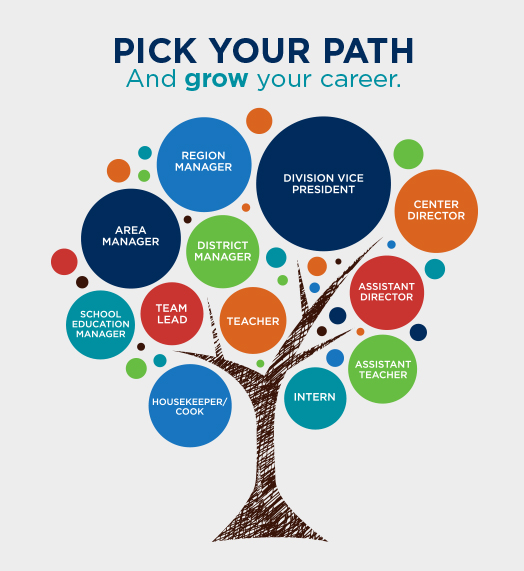 PICK YOUR PATH
And grow your career.
REGION
MANAGER
DIVISION VICE
PRESIDENT
CENTER
DIRECTOR
AREA
MANAGER
DISTRICT
MANAGER
ASSISTANT
DIRECTOR
SCHOOL
EDUCATION
MANAGER
TEAM
LEAD
TEACHER
ASSISTANT
TEACHER
HOUSEKEEPER/
COOK
INTERN